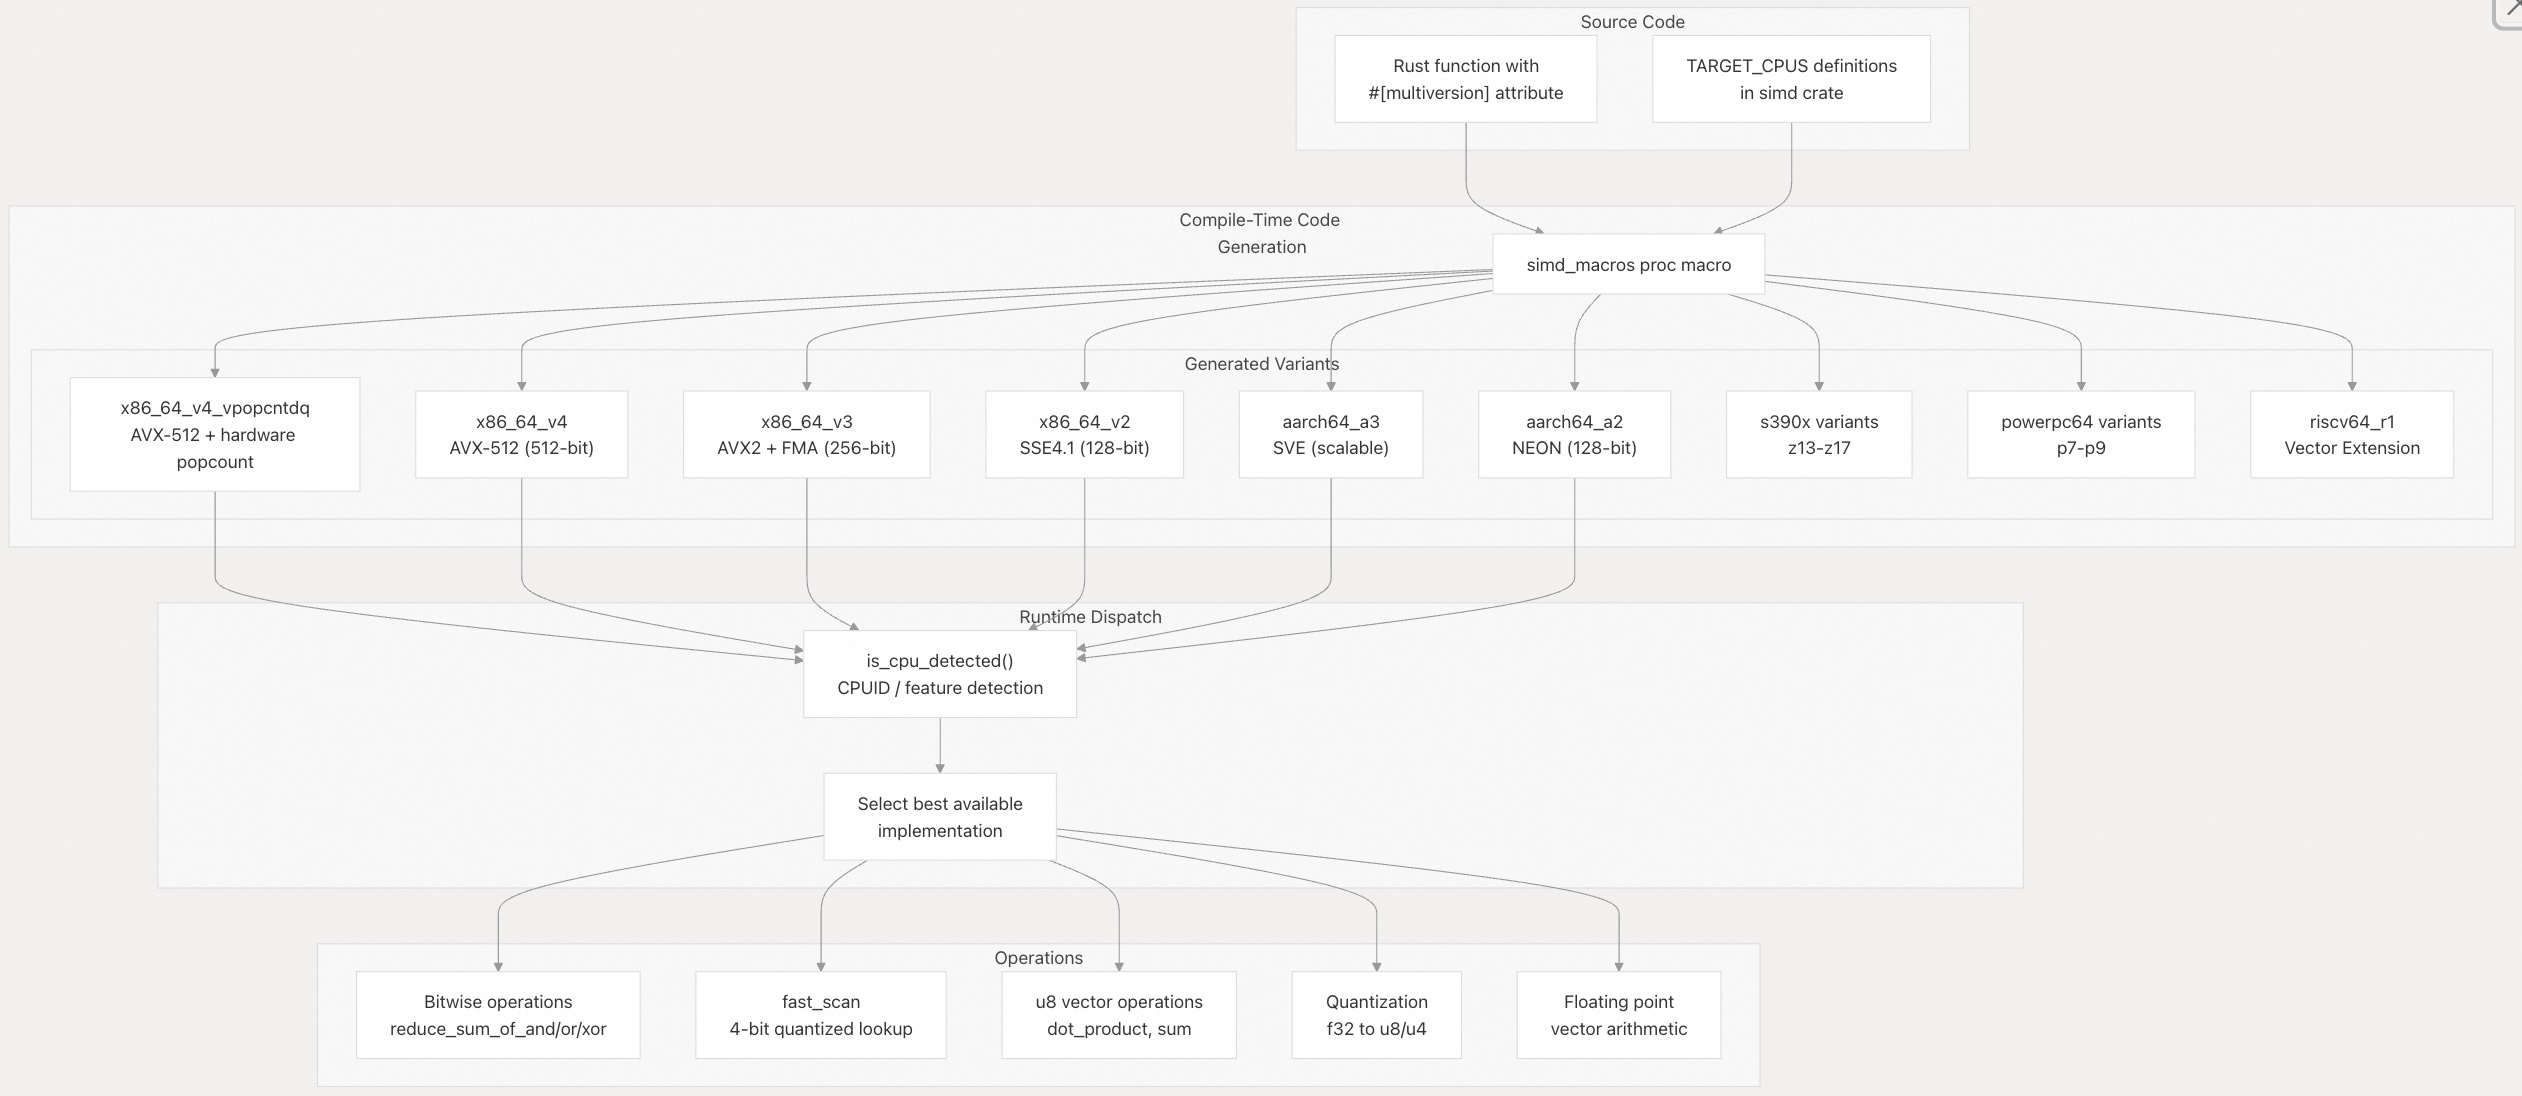 Source Code
Rust function with
#[multiversion] attribute
TARGET_CPUS definitions
in simd crate
Compile-Time Code
Generation
simd_macros proc macro
Generated Variants
x86_64_v4_vpopcntdq
AVX-512 + hardware
popcount
x86_64_v4
AVX-512 (512-bit)
x86_64_v3
AVX2 + FMA (256-bit)
x86_64_v2
SSE4.1 (128-bit)
aarch64_a3
SVE (scalable)
aarch64_a2
NEON (128-bit)
s390x variants
z13-z17
powerpc64 variants
p7-p9
riscv64_r1
Vector Extension
Runtime Dispatch
is_cpu_detected()
CPUID / feature detection
Select best available
implementation
Operations
Bitwise operations
reduce_sum_of_and/or/xor
fast_scan
4-bit quantized lookup
u8 vector operations
dot_product, sum
Quantization
f32 to u8/u4
Floating point
vector arithmetic